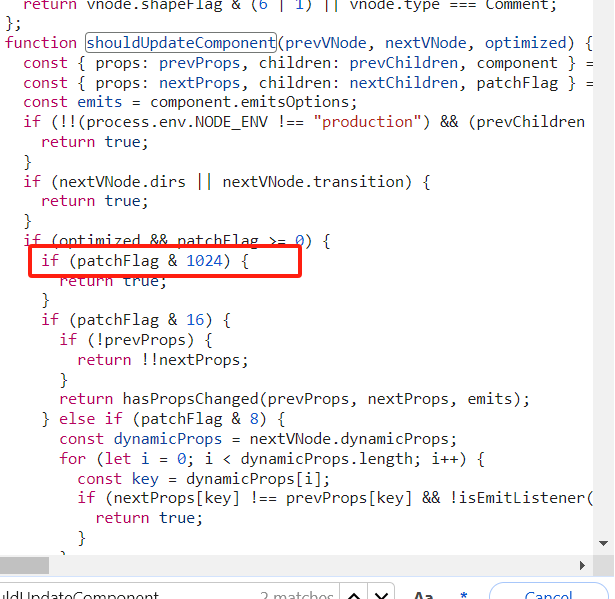 return vnode.shapeFlag & (6 | 1) || vnode.type === Comment;
};
function shouldUpdateComponent(prevVNode, nextVNode, optimized) {
const { props: prevProps, children: prevChildren, component } =
const { props: nextProps, children: nextChildren, patchFlag } =
const emits = component.emitsOptions;
if (!!(process.env.NODE_ENV !== "production") && (prevChildren
return true;
}
if (nextVNode.dirs || nextVNode.transition) {
return true;
}
if (optimized && patchFlag >= 0) {
if (patchFlag & 1024) {
return true;
}
if (patchFlag & 16) {
if (!prevProps) {
return !!nextProps;
}
return hasPropsChanged(prevProps, nextProps, emits);
} else if (patchFlag & 8) {
const dynamicProps = nextVNode.dynamicProps;
for (let i = 0; i < dynamicProps.length; i++) {
const key = dynamicProps[i];
if (nextProps[key] !== prevProps[key] && !isEmitListener(
return true;
}
}
uldUpdateComponent 2 matches Aa .* Cancel